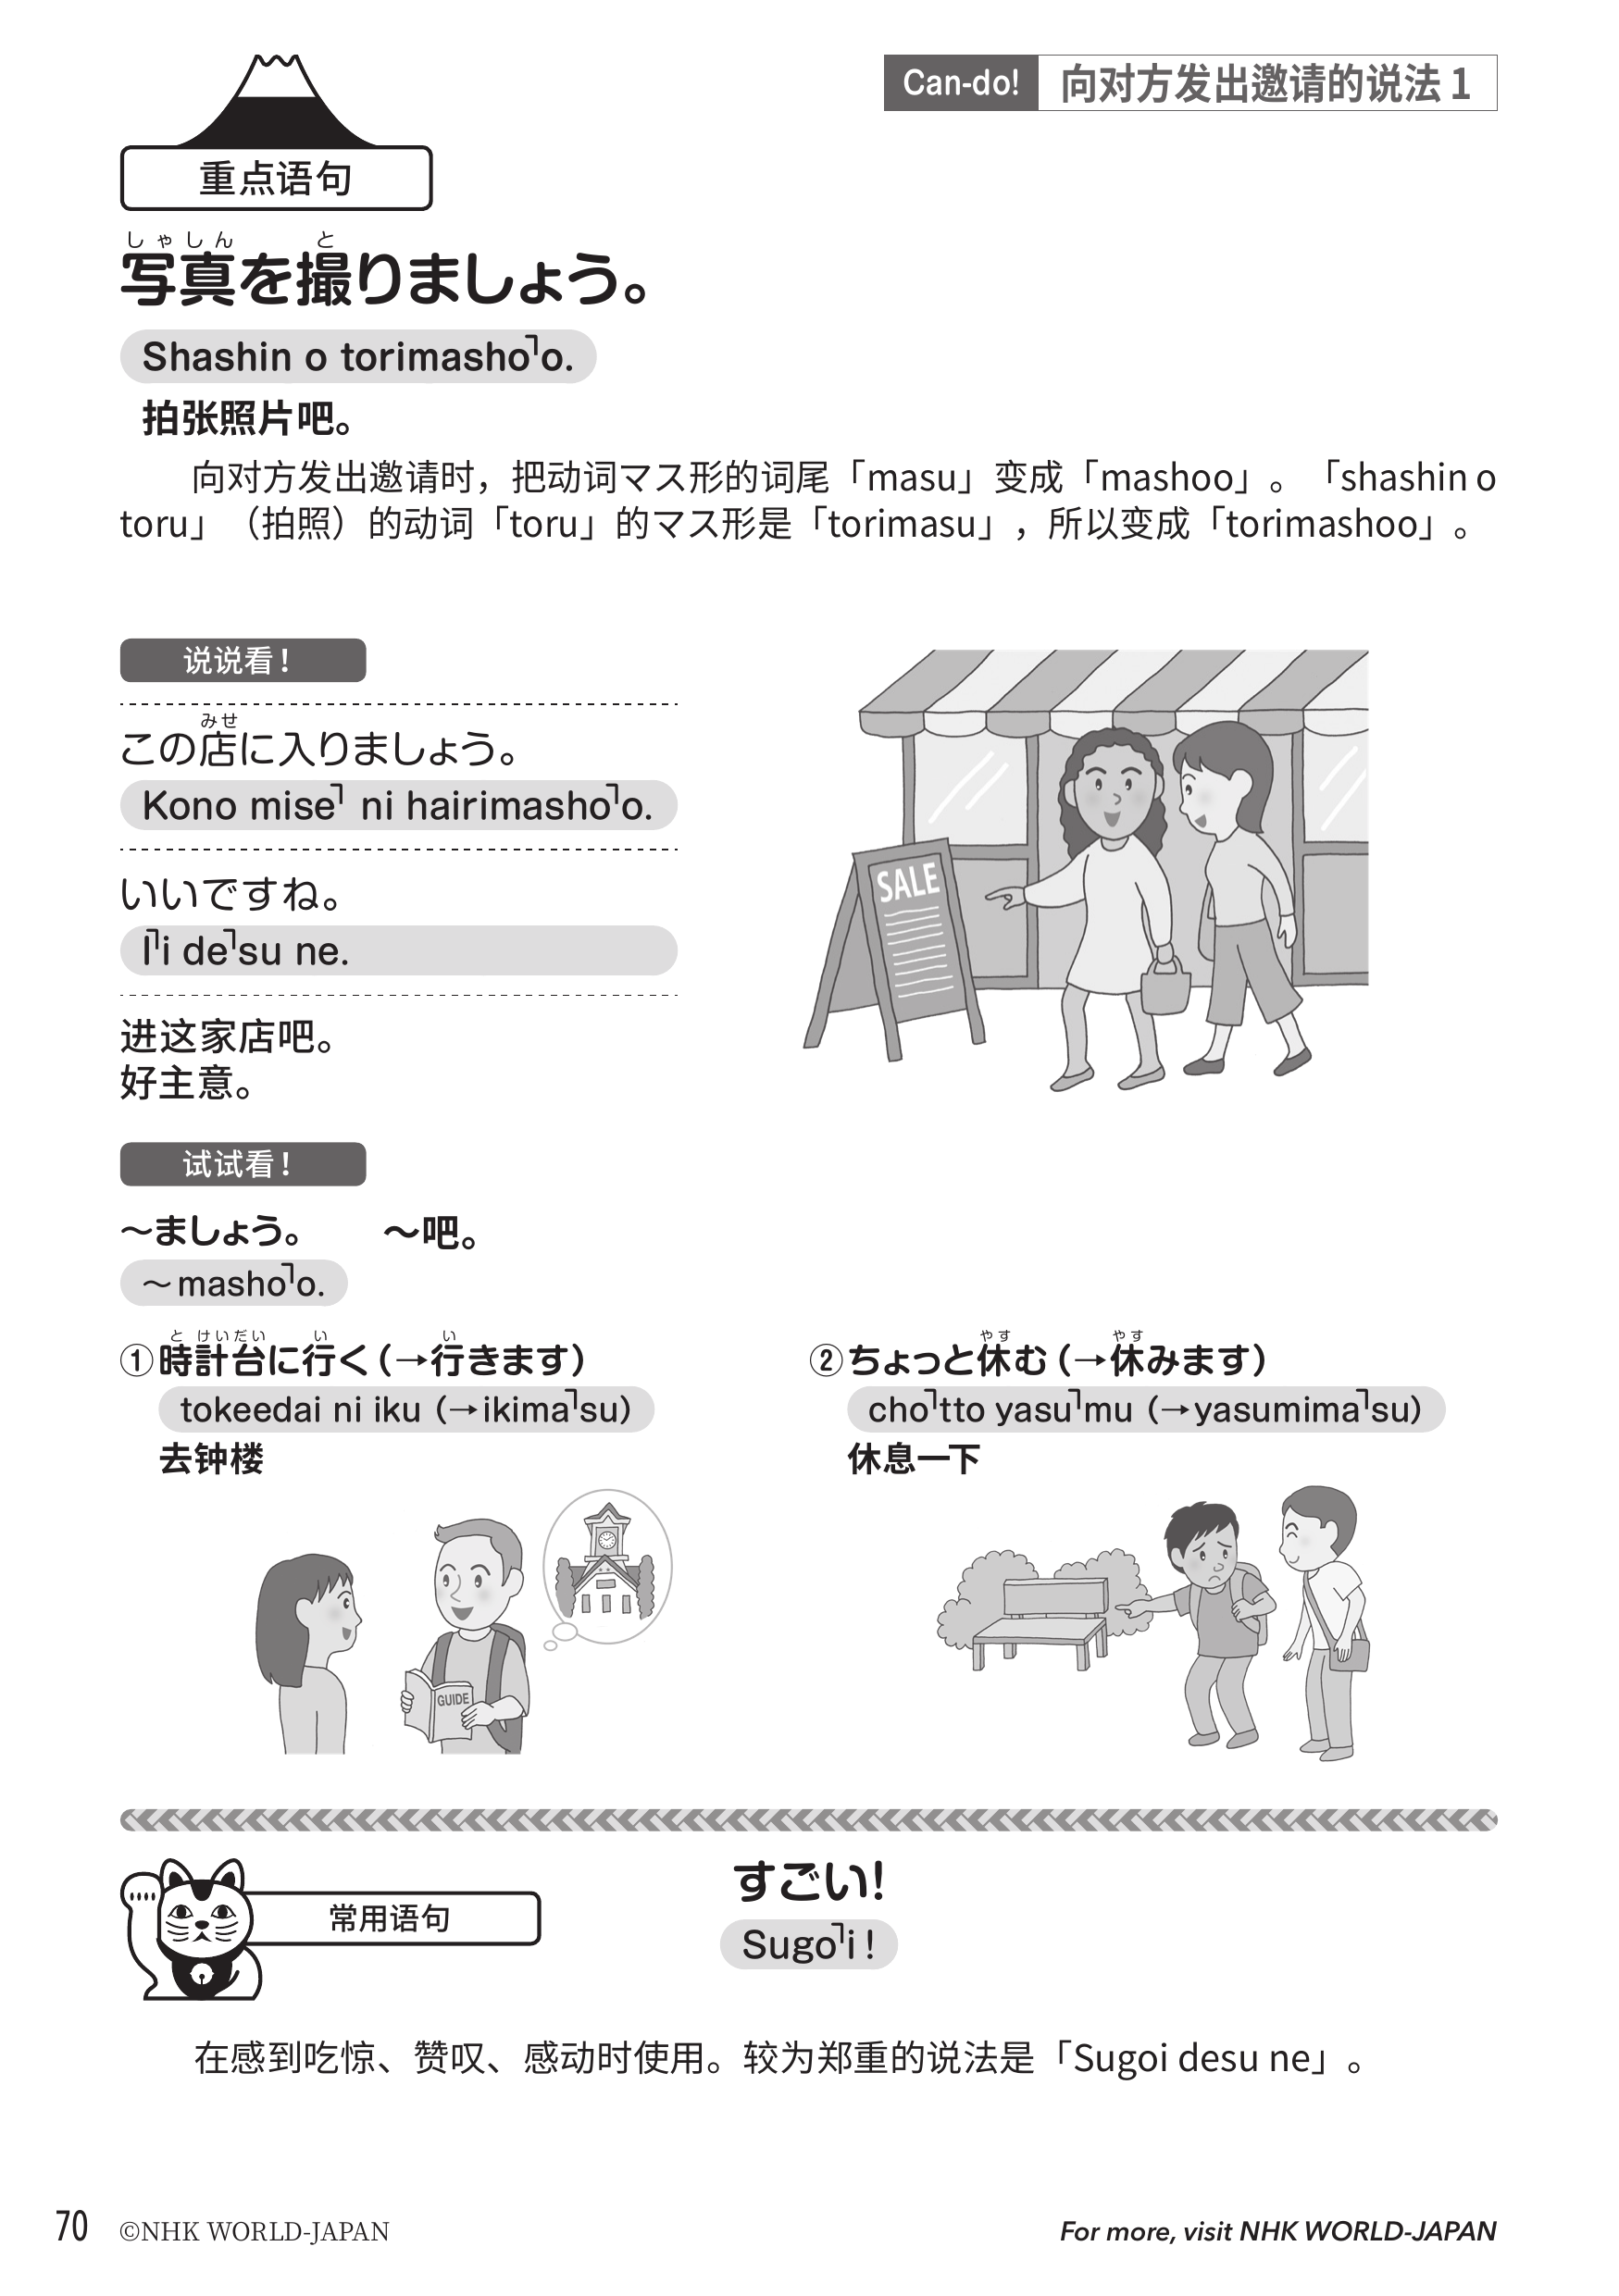 Can-do! 向对方发出邀请的说法 1
重点语句
しゃしん と
写真を撮りましょう。
Shashin o torimasho˥o.
拍张照片吧。
向对方发出邀请时，把动词マス形的词尾「masu」变成「mashoo」。「shashin o
toru」（拍照）的动词「toru」的マス形是「torimasu」，所以变成「torimashoo」。
说说看！
みせ
この店に入りましょう。
Kono mise˥ ni hairimasho˥o.
いいですね。
I˥i de˥su ne.
进这家店吧。
好主意。
SALE
试试看！
～ましょう。 ～吧。
～masho˥o.
と けいだい い い
①時計台に行く（→行きます）
tokeedai ni iku (→ikima˥su)
去钟楼
GUIDE
やす やす
②ちょっと休む（→休みます）
cho˥tto yasu˥mu (→yasumima˥su)
休息一下
常用语句
すごい！
Sugo˥i !
在感到吃惊、赞叹、感动时使用。较为郑重的说法是「Sugoi desu ne」。
70 ©NHK WORLD-JAPAN
For more, visit NHK WORLD-JAPAN